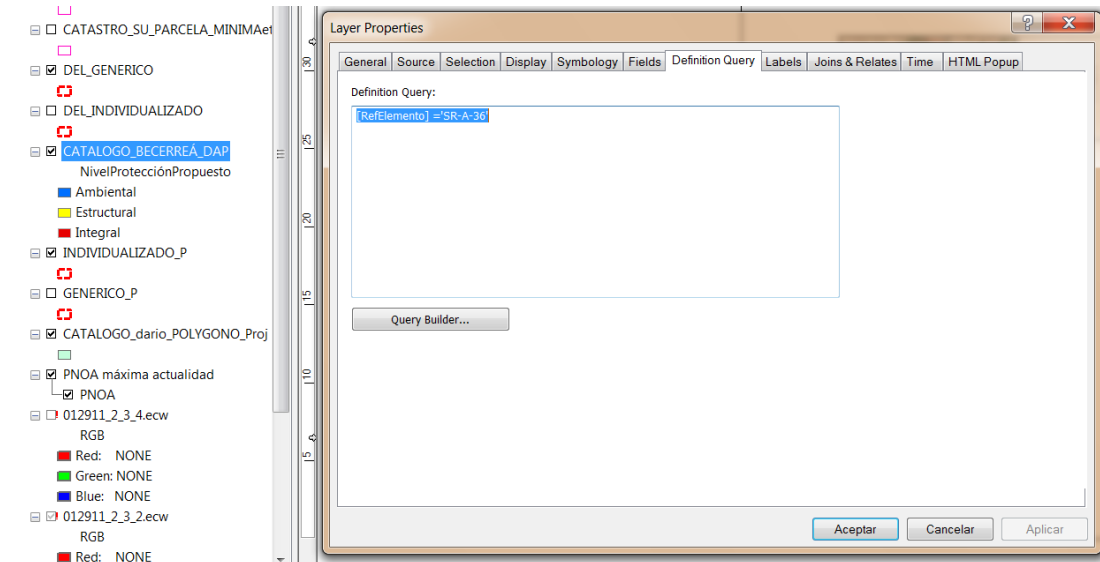 CATASTRO_SU_PARCELA_MINIMAet
DEL_GENERICO
DEL_INDIVIDUALIZADO
CATALOGO_BECERREÁ_DAP
NivelProtecciónPropuesto
Ambiental
Estructural
Integral
INDIVIDUALIZADO_P
GENERICO_P
CATALOGO_dario_POLYGONO_Proj
PNOA máxima actualidad
PNOA
012911_2_3_4.ecw
RGB
Red: NONE
Green: NONE
Blue: NONE
012911_2_3_2.ecw
RGB
Red: NONE
30
25
20
15
10
5
Layer Properties
General Source Selection Display Symbology Fields Definition Query Labels Joins & Relates Time HTML Popup
Definition Query:
[RefElemento] ='SR-A-36'
Query Builder...
Aceptar Cancelar Aplicar